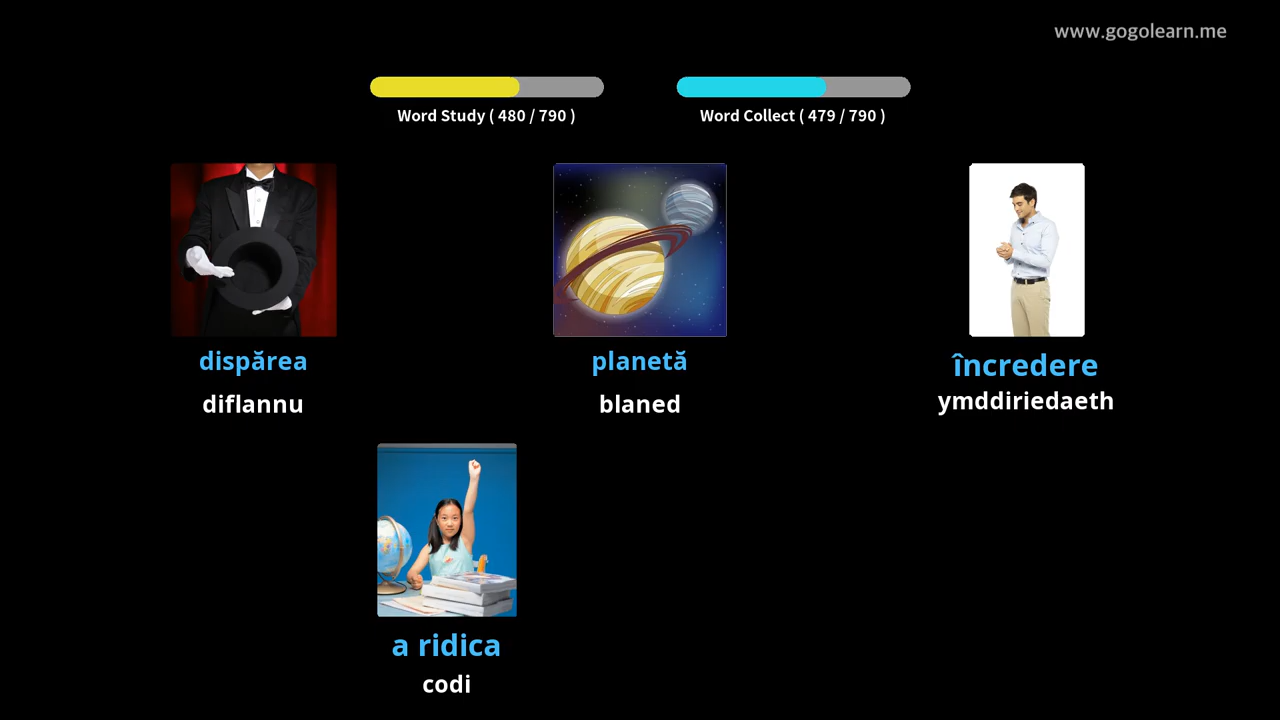 www.gogolearn.me
Word Study ( 480 / 790 )
Word Collect ( 479 / 790 )
dispărea
diflannu
planetă
blaned
încredere
ymddiriedaeth
a ridica
codi